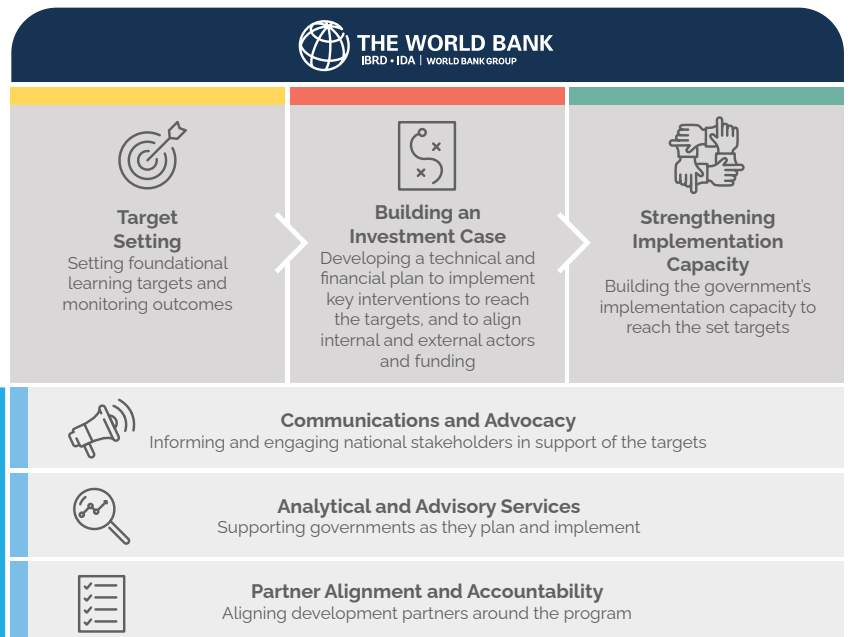 THE WORLD BANK
IBRD • IDA | WORLD BANK GROUP
Target
Setting
Setting foundational
learning targets and
monitoring outcomes
Building an
Investment Case
Developing a technical and
financial plan to implement
key interventions to reach
the targets, and to align
internal and external actors
and funding
Strengthening
Implementation
Capacity
Building the government’s
implementation capacity to
reach the set targets
Communications and Advocacy
Informing and engaging national stakeholders in support of the targets
Analytical and Advisory Services
Supporting governments as they plan and implement
Partner Alignment and Accountability
Aligning development partners around the program